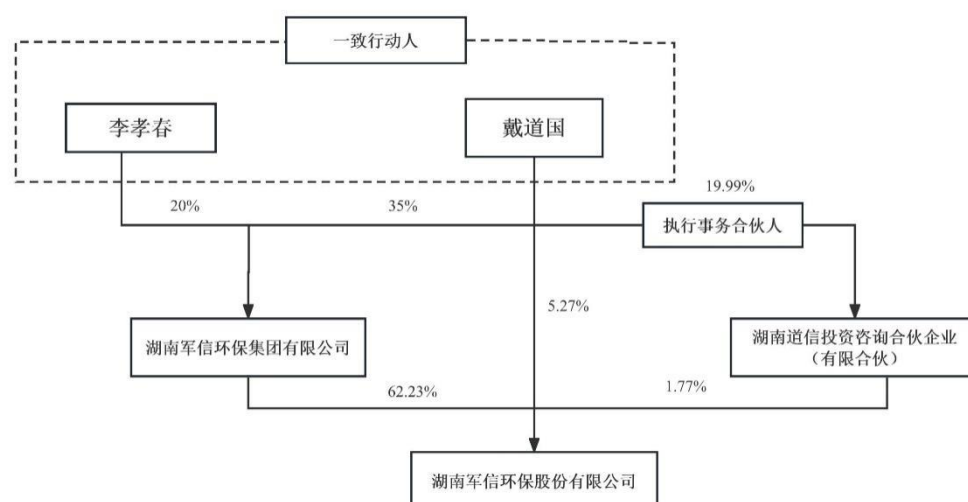 一致行动人
李孝春
戴道国
19.99%
20%
35%
执行事务合伙人
5.27%
湖南军信环保集团有限公司
湖南道信投资咨询合伙企业
（有限合伙）
62.23%
1.77%
湖南军信环保股份有限公司